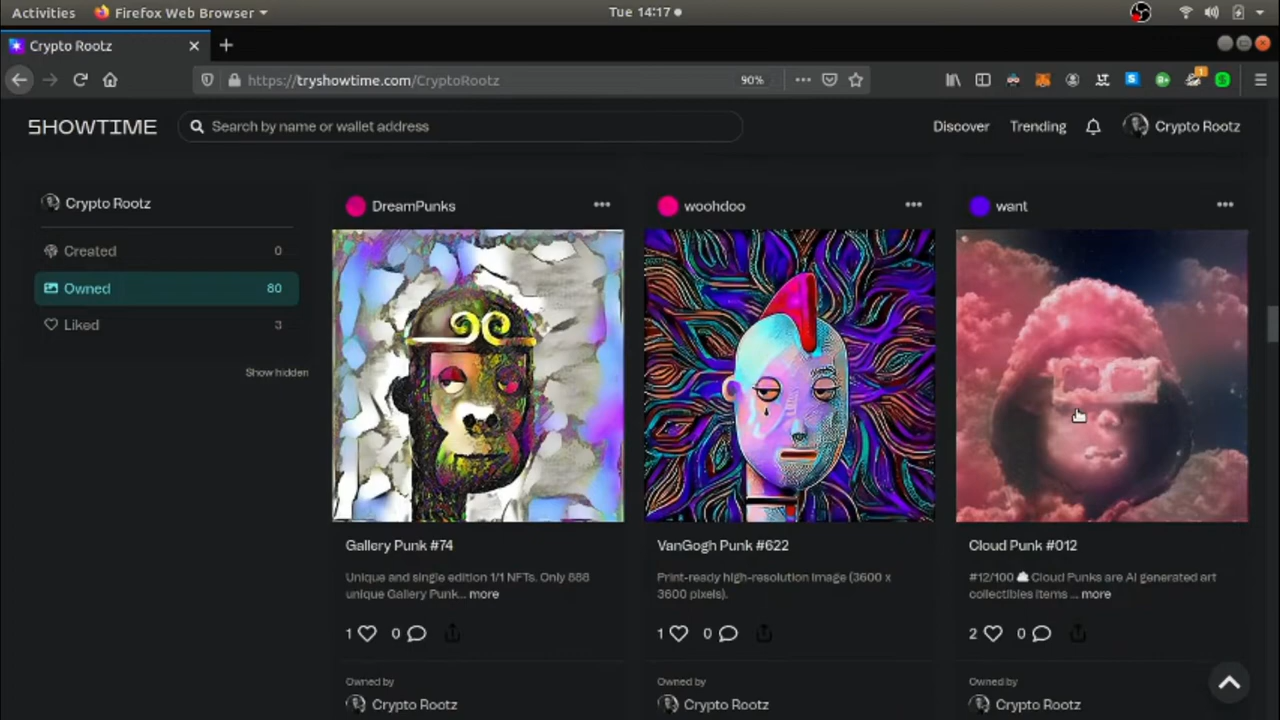 Activities Firefox Web Browser Tue 14:17
Crypto Rootz
https://tryshowtime.com/CryptoRootz 90%
SHOWTIME Search by name or wallet address Discover Trending Crypto Rootz
Crypto Rootz
Created 0
Owned 80
Liked 3
Show hidden
DreamPunks
Gallery Punk #74
Unique and single edition 1/1 NFTs. Only 888
unique Gallery Punk... more
1 0
Owned by
Crypto Rootz
woohdoo
VanGogh Punk #622
Print-ready high-resolution image (3600 x
3600 pixels).
1 0
Owned by
Crypto Rootz
want
Cloud Punk #012
#12/100 Cloud Punks are AI generated art
collectibles items ... more
2 0
Owned by
Crypto Rootz